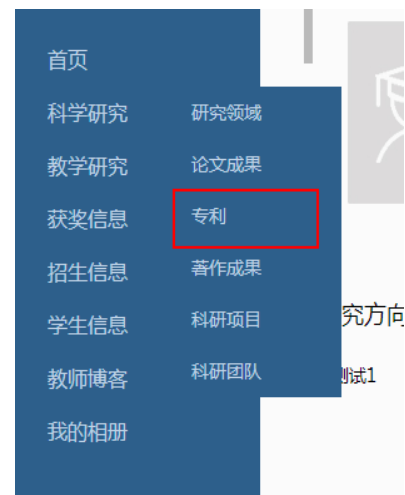 首页
科学研究
教学研究
获奖信息
招生信息
学生信息
教师博客
我的相册
研究领域
论文成果
专利
著作成果
科研项目
科研团队
究方向
试1